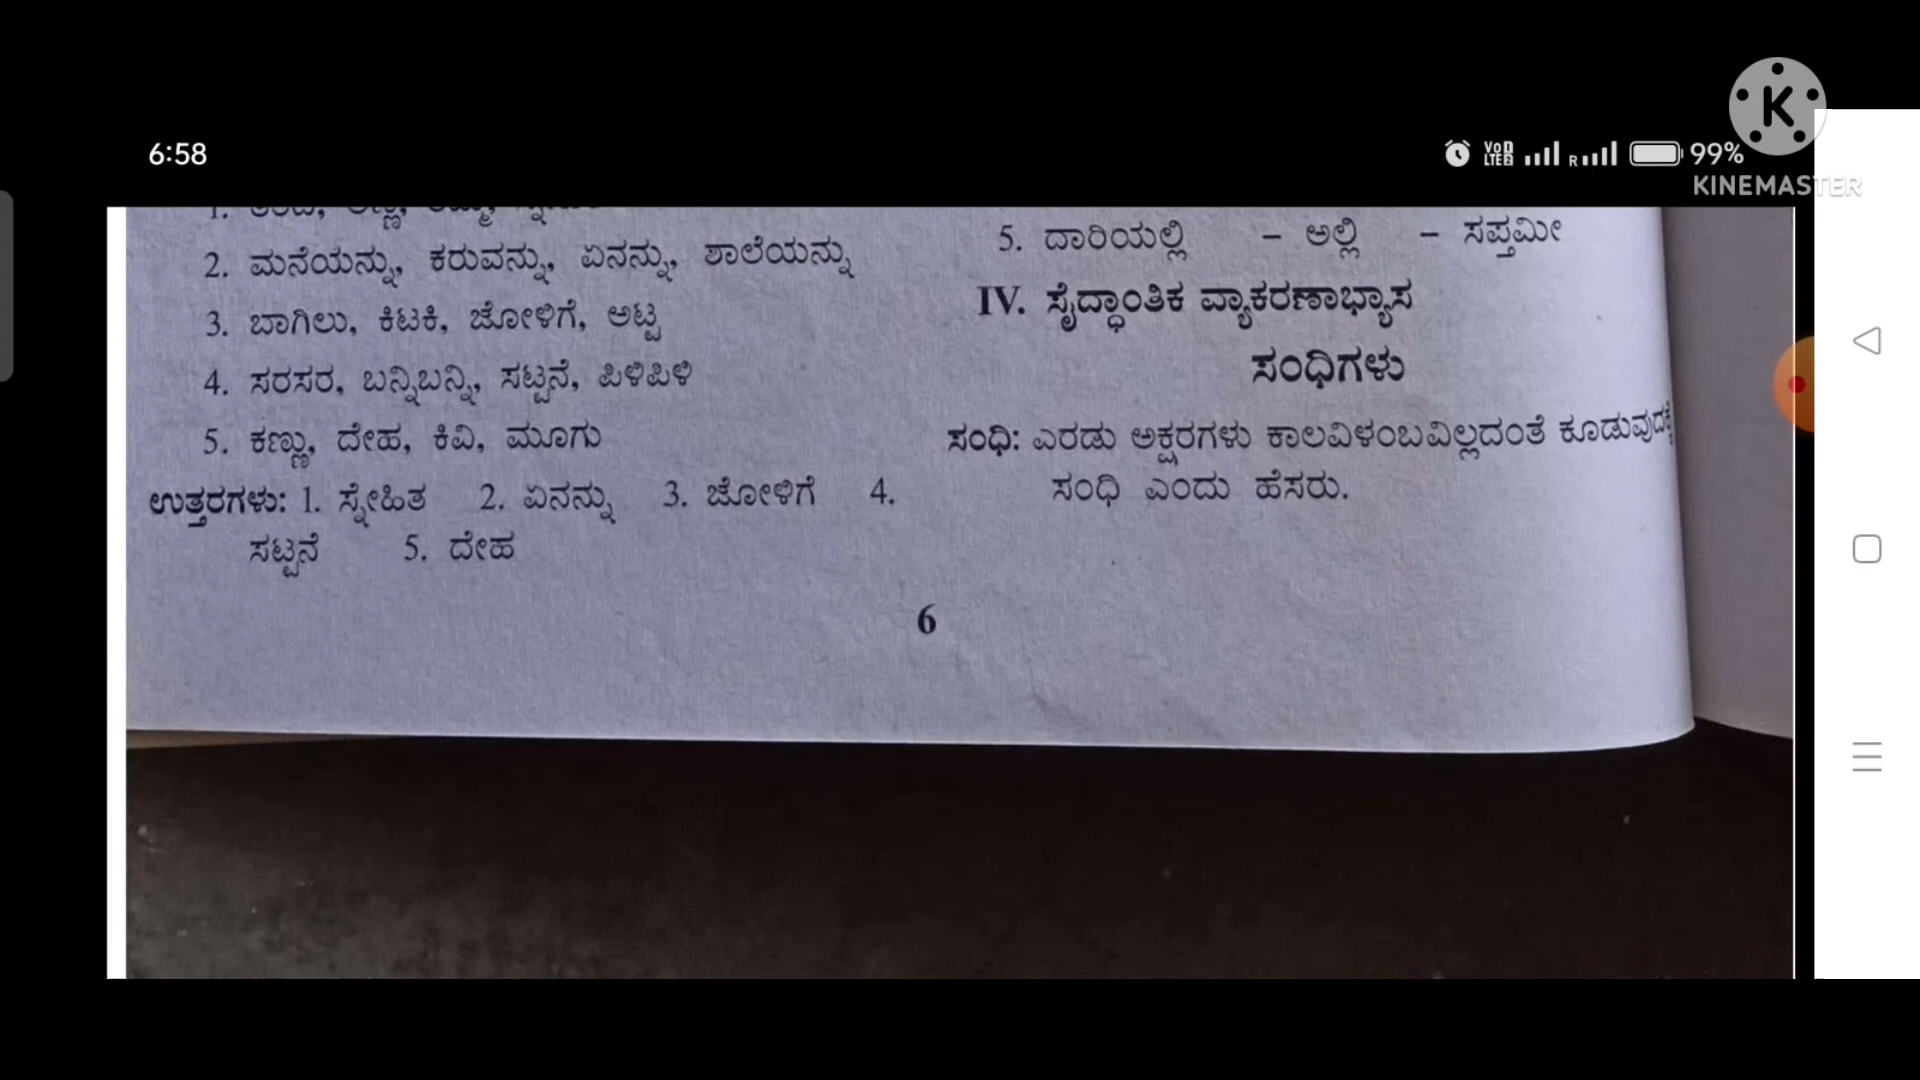 6:58
99%
KINEMASTER
1.
2. ಮನೆಯನ್ನು, ಕರುವನ್ನು, ಏನನ್ನು, ಶಾಲೆಯನ್ನು
3. ಬಾಗಿಲು, ಕಿಟಕಿ, ಜೋಳಿಗೆ, ಅಟ್ಟ
4. ಸರಸರ, ಬನ್ನಿಬನ್ನಿ, ಸಟ್ಟನೆ, ಪಿಳಿಪಿಳಿ
5. ಕಣ್ಣು, ದೇಹ, ಕಿವಿ, ಮೂಗು
ಉತ್ತರಗಳು: 1. ಸ್ನೇಹಿತ 2. ಏನನ್ನು 3. ಜೋಳಿಗೆ 4.
ಸಟ್ಟನೆ 5. ದೇಹ
5. ದಾರಿಯಲ್ಲಿ – ಅಲ್ಲಿ – ಸಪ್ತಮೀ
IV. ಸೈದ್ಧಾಂತಿಕ ವ್ಯಾಕರಣಾಭ್ಯಾಸ
ಸಂಧಿಗಳು
ಸಂಧಿ: ಎರಡು ಅಕ್ಷರಗಳು ಕಾಲವಿಳಂಬವಿಲ್ಲದಂತೆ ಕೂಡುವುದಕ್ಕೆ
ಸಂಧಿ ಎಂದು ಹೆಸರು.
6